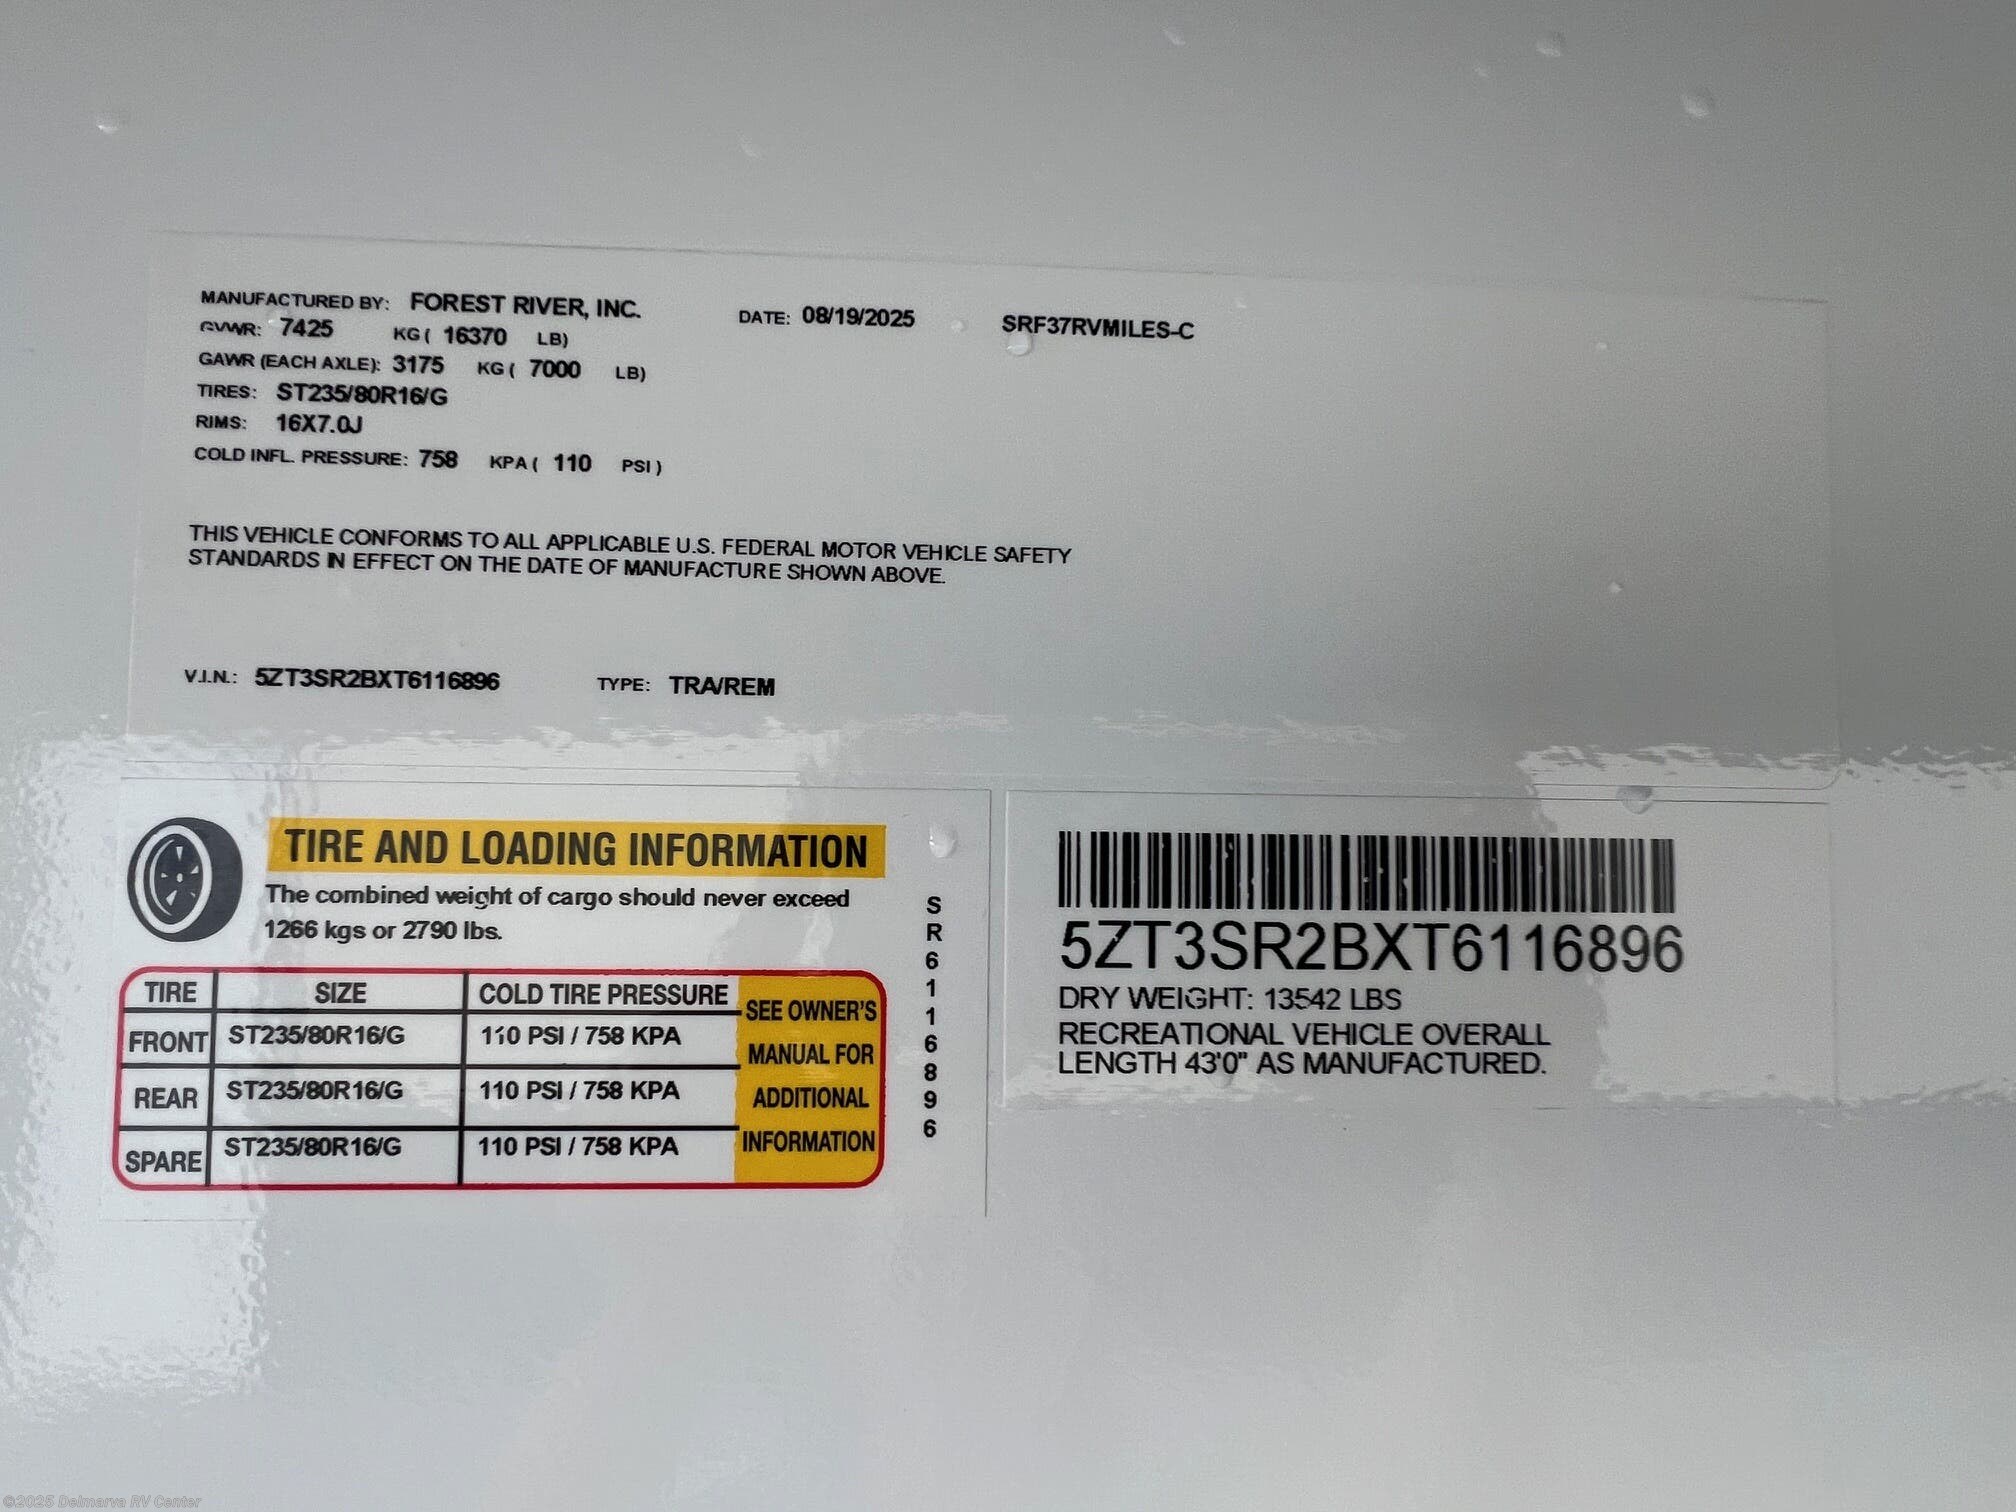 MANUFACTURED BY: FOREST RIVER, INC. DATE: 08/19/2025 SRF37RVMILES-C
GVWR: 7425 KG ( 16370 LB)
GAWR (EACH AXLE): 3175 KG ( 7000 LB)
TIRES: ST235/80R16/G
RIMS: 16X7.0J
COLD INFL. PRESSURE: 758 KPA ( 110 PSI )
THIS VEHICLE CONFORMS TO ALL APPLICABLE U.S. FEDERAL MOTOR VEHICLE SAFETY
STANDARDS IN EFFECT ON THE DATE OF MANUFACTURE SHOWN ABOVE.
V.I.N.: 5ZT3SR2BXT6116896 TYPE: TRA/REM
TIRE AND LOADING INFORMATION
The combined weight of cargo should never exceed
1266 kgs or 2790 lbs.
TIRE SIZE COLD TIRE PRESSURE
FRONT ST235/80R16/G 110 PSI / 758 KPA
REAR ST235/80R16/G 110 PSI / 758 KPA
SPARE ST235/80R16/G 110 PSI / 758 KPA
SEE OWNER'S
MANUAL FOR
ADDITIONAL
INFORMATION
SR6116896
5ZT3SR2BXT6116896
DRY WEIGHT: 13542 LBS
RECREATIONAL VEHICLE OVERALL
LENGTH 43'0" AS MANUFACTURED.
©2025 Delmarva RV Center